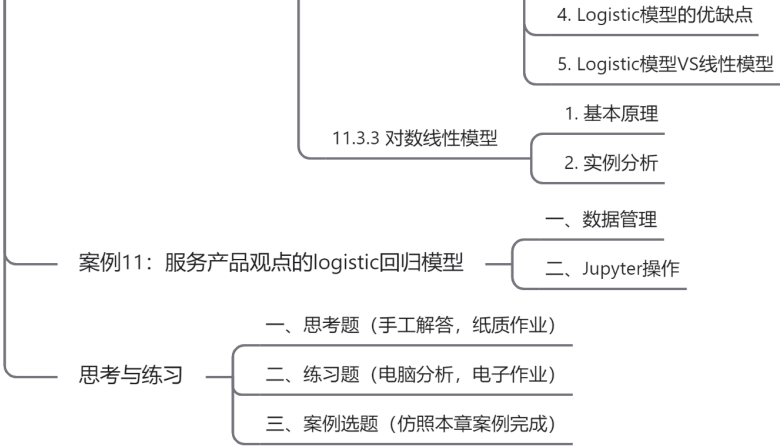 4. Logistic模型的优缺点
5. Logistic模型VS线性模型
11.3.3 对数线性模型
1. 基本原理
2. 实例分析
案例11：服务产品观点的logistic回归模型
一、数据管理
二、Jupyter操作
思考与练习
一、思考题（手工解答，纸质作业）
二、练习题（电脑分析，电子作业）
三、案例选题（仿照本章案例完成）